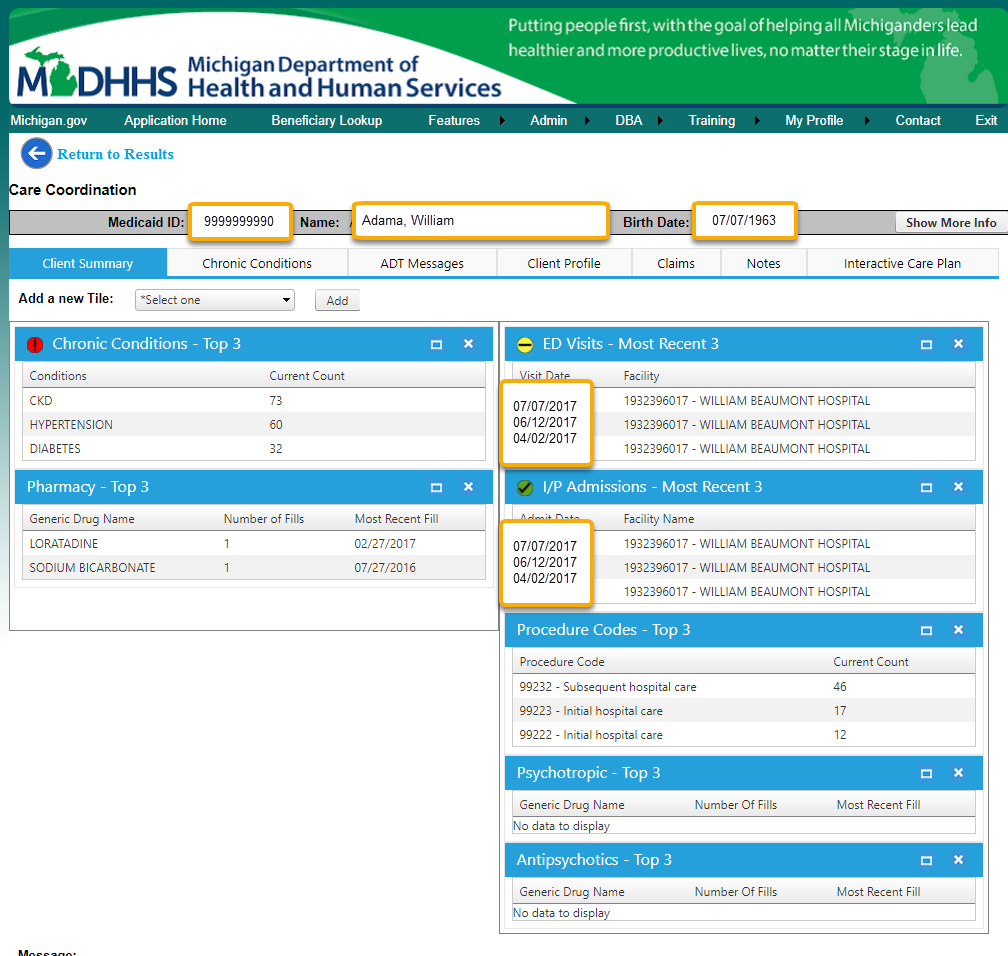 Putting people first, with the goal of helping all Michiganders lead
healthier and more productive lives, no matter their stage in life.
MDHHS Michigan Department of
Health and Human Services
Michigan.gov Application Home Beneficiary Lookup Features Admin DBA Training My Profile Contact Exit
Return to Results
Care Coordination
Medicaid ID: 9999999990 Name: Adama, William Birth Date: 07/07/1963 Show More Info
Client Summary Chronic Conditions ADT Messages Client Profile Claims Notes Interactive Care Plan
Add a new Tile: *Select one Add
Chronic Conditions - Top 3
Conditions Current Count
CKD 73
HYPERTENSION 60
DIABETES 32
Pharmacy - Top 3
Generic Drug Name Number of Fills Most Recent Fill
LORATADINE 1 02/27/2017
SODIUM BICARBONATE 1 07/27/2016
ED Visits - Most Recent 3
Visit Date Facility
07/07/2017 1932396017 - WILLIAM BEAUMONT HOSPITAL
06/12/2017 1932396017 - WILLIAM BEAUMONT HOSPITAL
04/02/2017 1932396017 - WILLIAM BEAUMONT HOSPITAL
I/P Admissions - Most Recent 3
Admit Date Facility Name
07/07/2017 1932396017 - WILLIAM BEAUMONT HOSPITAL
06/12/2017 1932396017 - WILLIAM BEAUMONT HOSPITAL
04/02/2017 1932396017 - WILLIAM BEAUMONT HOSPITAL
Procedure Codes - Top 3
Procedure Code Current Count
99232 - Subsequent hospital care 46
99223 - Initial hospital care 17
99222 - Initial hospital care 12
Psychotropic - Top 3
Generic Drug Name Number Of Fills Most Recent Fill
No data to display
Antipsychotics - Top 3
Generic Drug Name Number Of Fills Most Recent Fill
No data to display
Message: